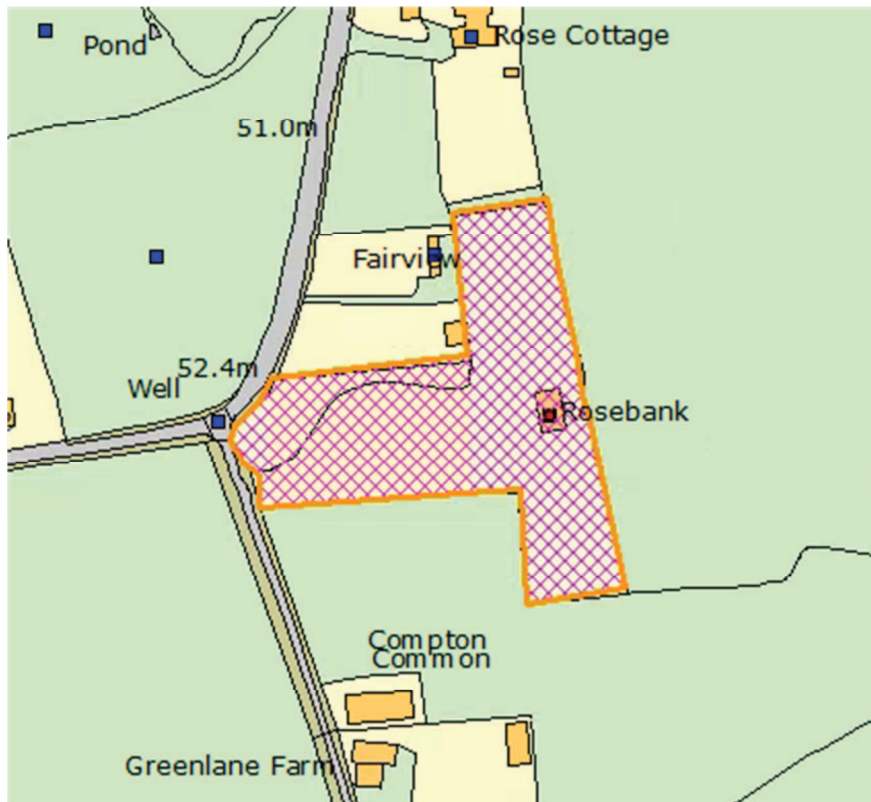 Rose Cottage
Pond
51.0m
Fairview
52.4m
Well
Rosebank
Compton
Common
Greenlane Farm